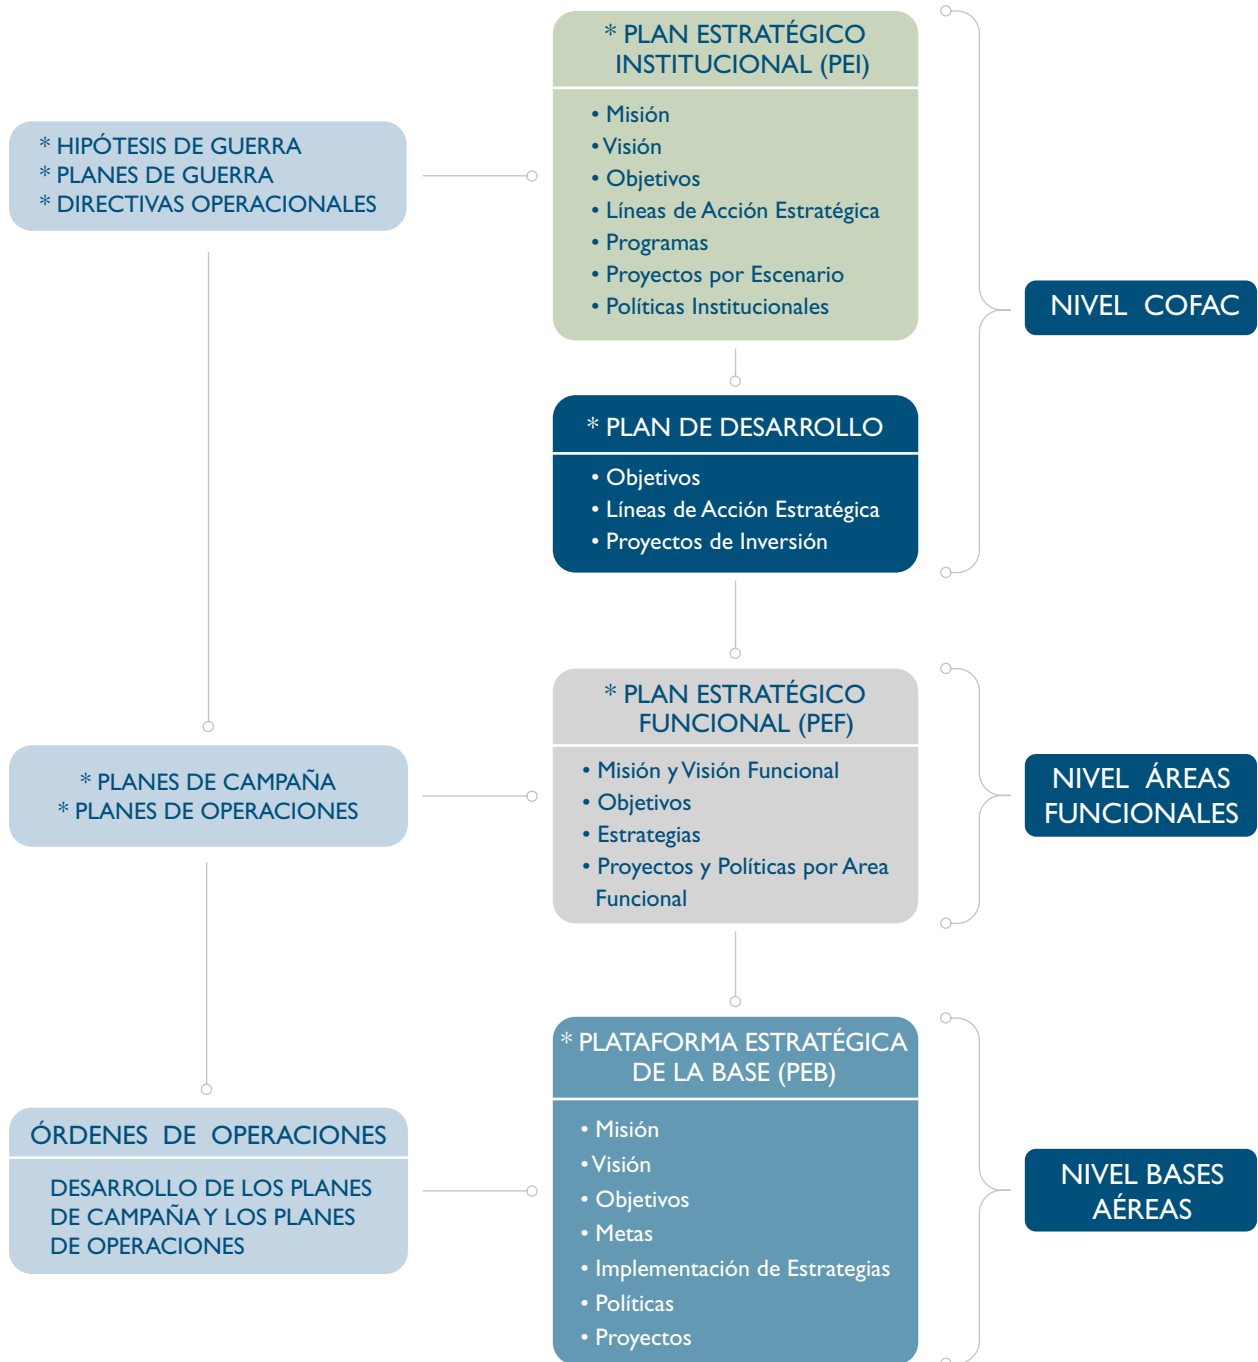 * PLAN ESTRATÉGICO
INSTITUCIONAL (PEI)
• Misión
• Visión
• Objetivos
• Líneas de Acción Estratégica
• Programas
• Proyectos por Escenario
• Políticas Institucionales
* HIPÓTESIS DE GUERRA
* PLANES DE GUERRA
* DIRECTIVAS OPERACIONALES
NIVEL COFAC
* PLAN DE DESARROLLO
• Objetivos
• Líneas de Acción Estratégica
• Proyectos de Inversión
* PLAN ESTRATÉGICO
FUNCIONAL (PEF)
• Misión y Visión Funcional
• Objetivos
• Estrategias
• Proyectos y Políticas por Area
Funcional
* PLANES DE CAMPAÑA
* PLANES DE OPERACIONES
NIVEL ÁREAS
FUNCIONALES
* PLATAFORMA ESTRATÉGICA
DE LA BASE (PEB)
• Misión
• Visión
• Objetivos
• Metas
• Implementación de Estrategias
• Políticas
• Proyectos
ÓRDENES DE OPERACIONES
DESARROLLO DE LOS PLANES
DE CAMPAÑA Y LOS PLANES
DE OPERACIONES
NIVEL BASES
AÉREAS